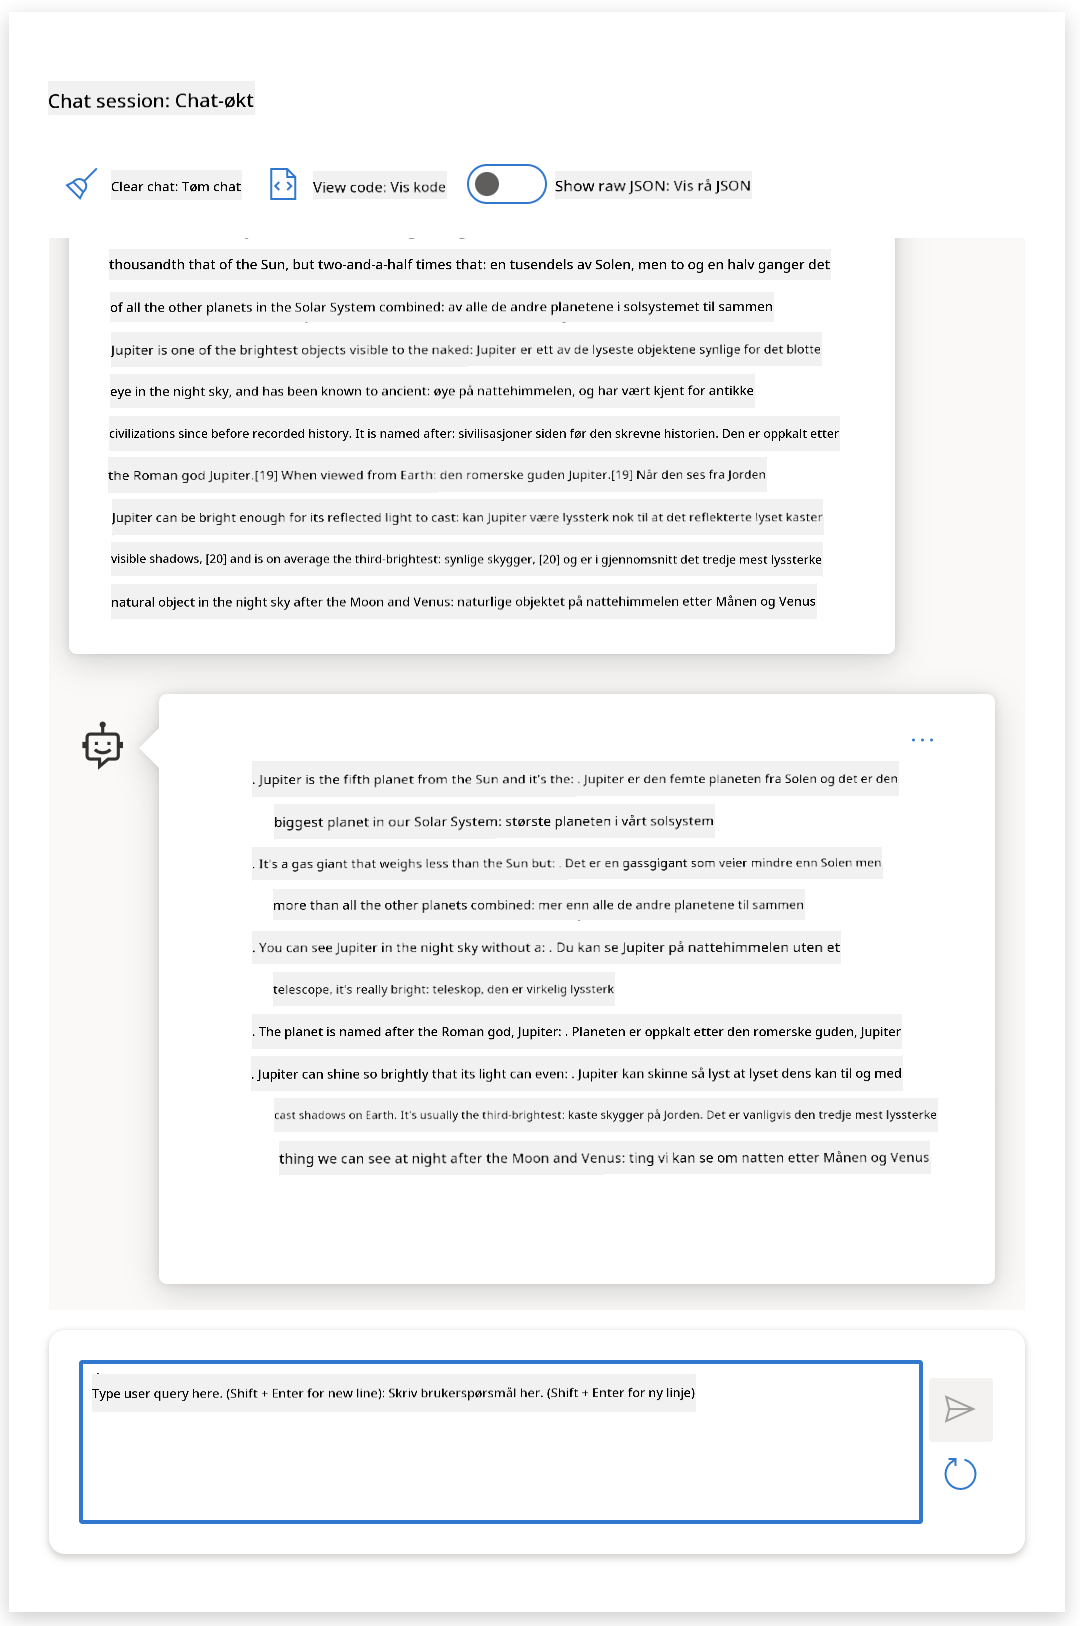 Chat session: Chat-økt
Clear chat: Tøm chat
View code: Vis kode
Show raw JSON: Vis rå JSON
thousandth that of the Sun, but two-and-a-half times that: en tusendels av Solen, men to og en halv ganger det
of all the other planets in the Solar System combined: av alle de andre planetene i solsystemet til sammen
Jupiter is one of the brightest objects visible to the naked: Jupiter er ett av de lyseste objektene synlige for det blotte
eye in the night sky, and has been known to ancient: øye på nattehimmelen, og har vært kjent for antikke
civilizations since before recorded history. It is named after: sivilisasjoner siden før den skrevne historien. Den er oppkalt etter
the Roman god Jupiter.[19] When viewed from Earth: den romerske guden Jupiter.[19] Når den ses fra Jorden
Jupiter can be bright enough for its reflected light to cast: kan Jupiter være lyssterk nok til at det reflekterte lyset kaster
visible shadows, [20] and is on average the third-brightest: synlige skygger, [20] og er i gjennomsnitt det tredje mest lyssterke
natural object in the night sky after the Moon and Venus: naturlige objektet på nattehimmelen etter Månen og Venus
...
. Jupiter is the fifth planet from the Sun and it's the: . Jupiter er den femte planeten fra Solen og det er den
biggest planet in our Solar System: største planeten i vårt solsystem
. It's a gas giant that weighs less than the Sun but: . Det er en gassgigant som veier mindre enn Solen men
more than all the other planets combined: mer enn alle de andre planetene til sammen
. You can see Jupiter in the night sky without a: . Du kan se Jupiter på nattehimmelen uten et
telescope, it's really bright: teleskop, den er virkelig lyssterk
. The planet is named after the Roman god, Jupiter: . Planeten er oppkalt etter den romerske guden, Jupiter
. Jupiter can shine so brightly that its light can even: . Jupiter kan skinne så lyst at lyset dens kan til og med
cast shadows on Earth. It's usually the third-brightest: kaste skygger på Jorden. Det er vanligvis den tredje mest lyssterke
thing we can see at night after the Moon and Venus: ting vi kan se om natten etter Månen og Venus
Type user query here. (Shift + Enter for new line): Skriv brukerspørsmål her. (Shift + Enter for ny linje)